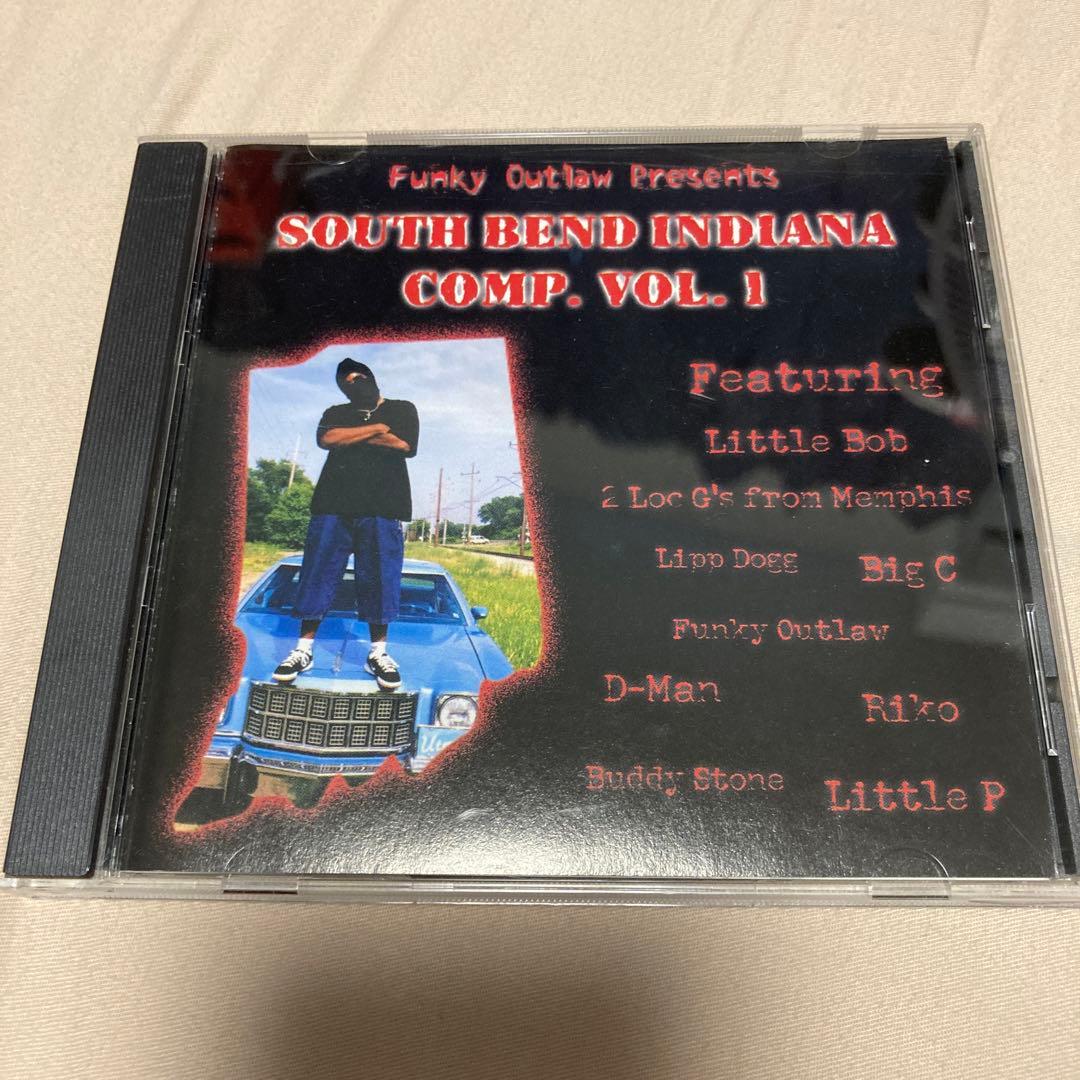 Funky Outlaw Presents
SOUTH BEND INDIANA
COMP. VOL. 1
Featuring
Little Bob
2 Loc G's from Memphis
Lipp Dogg
Big C
Funky Outlaw
D-Man
Riko
Buddy Stone
Little P